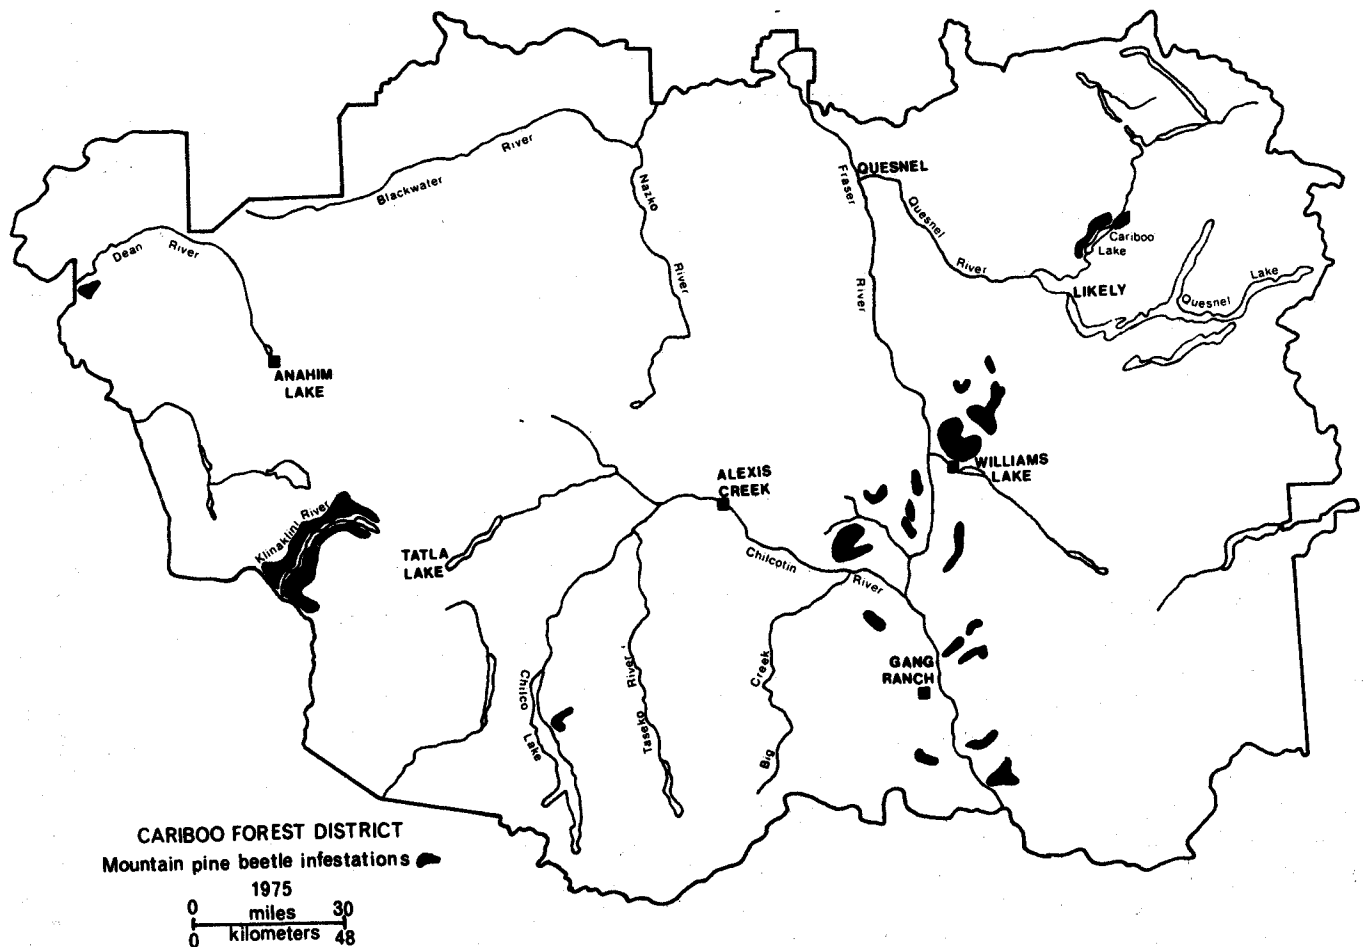 Blackwater River
Nazko River
Fraser River
QUESNEL
Quesnel River
Cariboo
Lake
LIKELY
Quesnel Lake
Dean River
ANAHIM
LAKE
WILLIAMS
LAKE
ALEXIS
CREEK
Klinaklini River
TATLA
LAKE
Chilcotin River
Chilco Lake
Taseko River
Big Creek
GANG
RANCH
CARIBOO FOREST DISTRICT
Mountain pine beetle infestations
1975
0 miles 30
0 kilometers 48